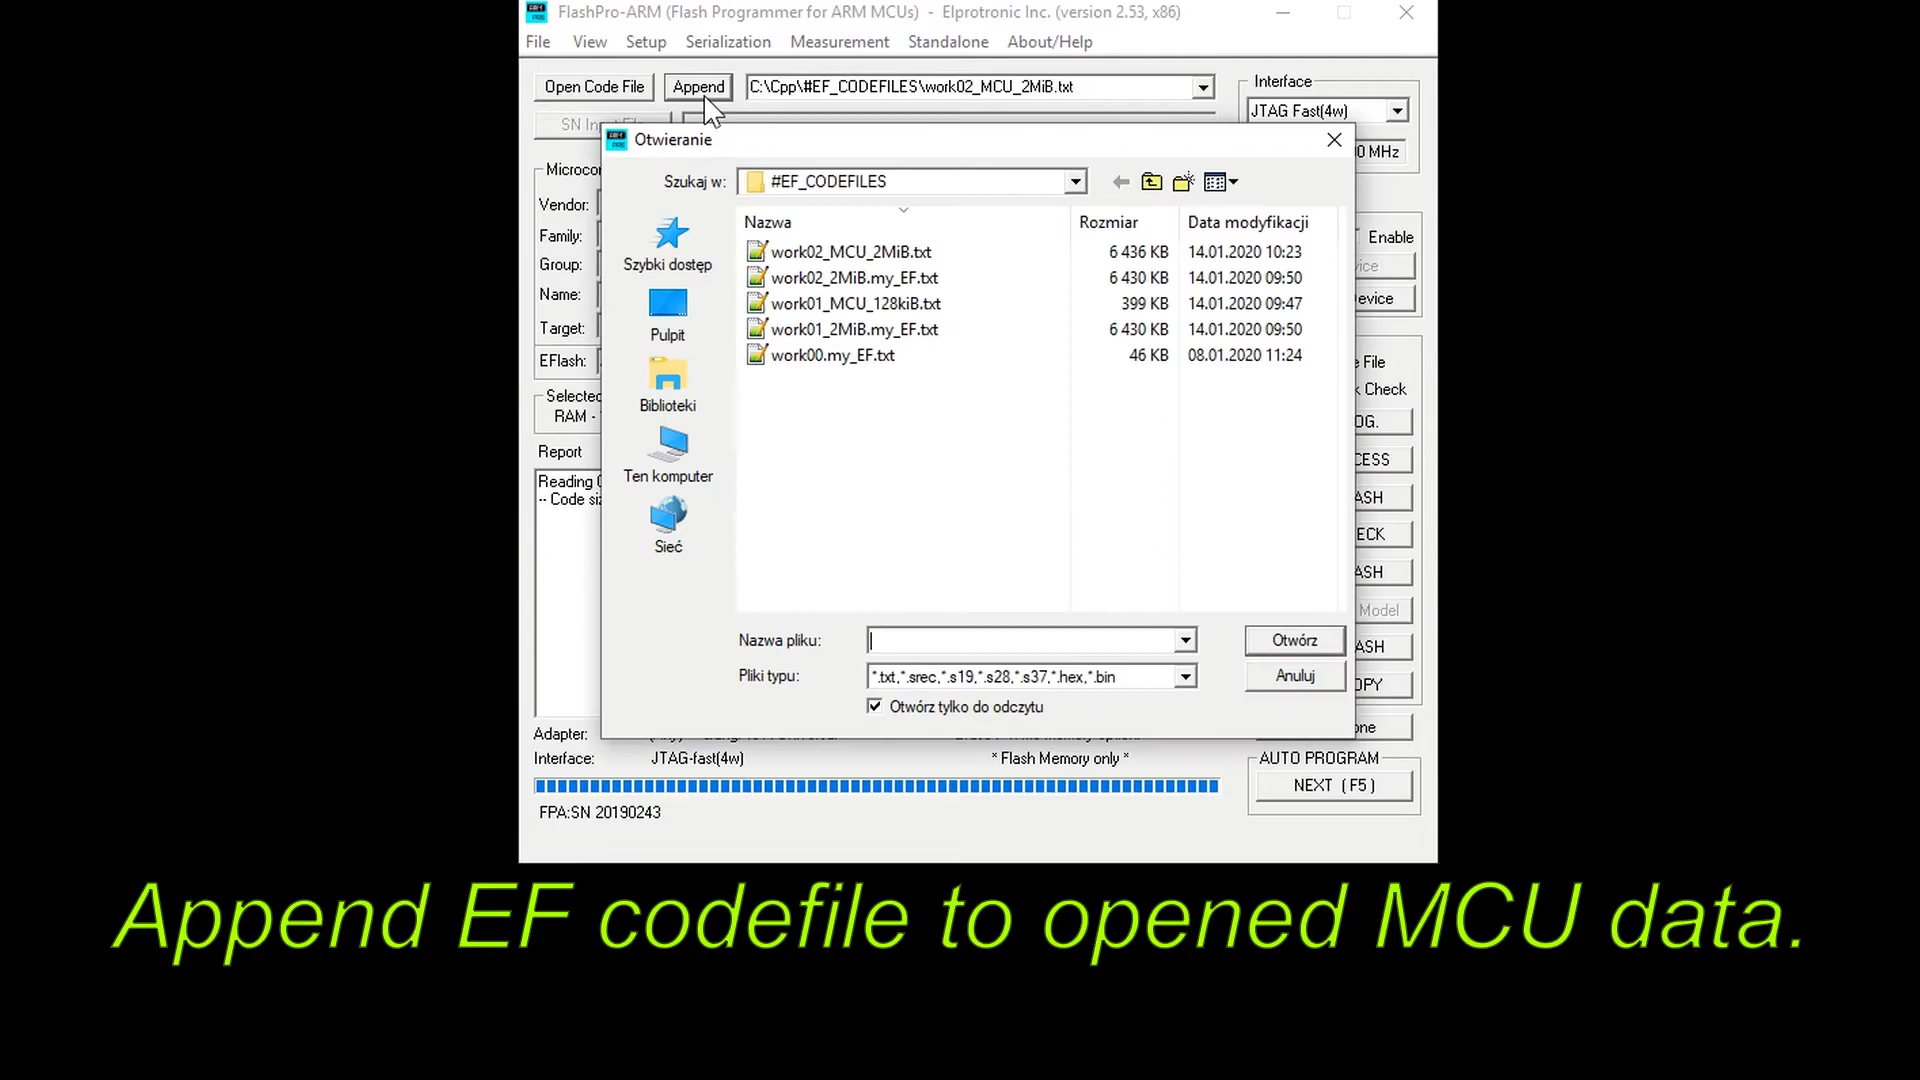 FlashPro-ARM (Flash Programmer for ARM MCUs) - Elprotronic Inc. (version 2.53, x86)
File View Setup Serialization Measurement Standalone About/Help
Open Code File Append C:\Cpp\#EF_CODEFILES\work02_MCU_2MiB.txt
Interface
JTAG Fast(4w)
MHz
Otwieranie
Szukaj w: #EF_CODEFILES
Nazwa Rozmiar Data modyfikacji
work02_MCU_2MiB.txt 6 436 KB 14.01.2020 10:23
work02_2MiB.my_EF.txt 6 430 KB 14.01.2020 09:50
work01_MCU_128kiB.txt 399 KB 14.01.2020 09:47
work01_2MiB.my_EF.txt 6 430 KB 14.01.2020 09:50
work00.my_EF.txt 46 KB 08.01.2020 11:24
Szybki dostęp
Pulpit
Biblioteki
Ten komputer
Sieć
Nazwa pliku:
Otwórz
Pliki typu: *.txt,*.srec,*.s19,*.s28,*.s37,*.hex,*.bin
Anuluj
Otwórz tylko do odczytu
Vendor:
Family:
Group:
Name:
Target:
EFlash:
Selected
RAM -
Report
Reading
-- Code
Enable
File
Check
Model
Adapter:
Interface: JTAG-fast(4w) * Flash Memory only *
FPA:SN 20190243
AUTO PROGRAM
NEXT ( F5 )
Append EF codefile to opened MCU data.